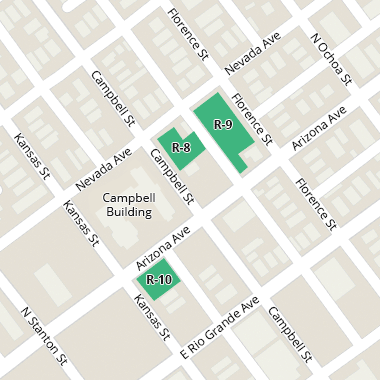 Florence St
Nevada Ave
N Ochoa St
Campbell St
Florence St
R-9
Arizona Ave
R-8
Kansas St
Nevada Ave
Campbell St
Florence St
Campbell
Building
Kansas St
Arizona Ave
R-10
Kansas St
N Stanton St
E Rio Grande Ave
Campbell St